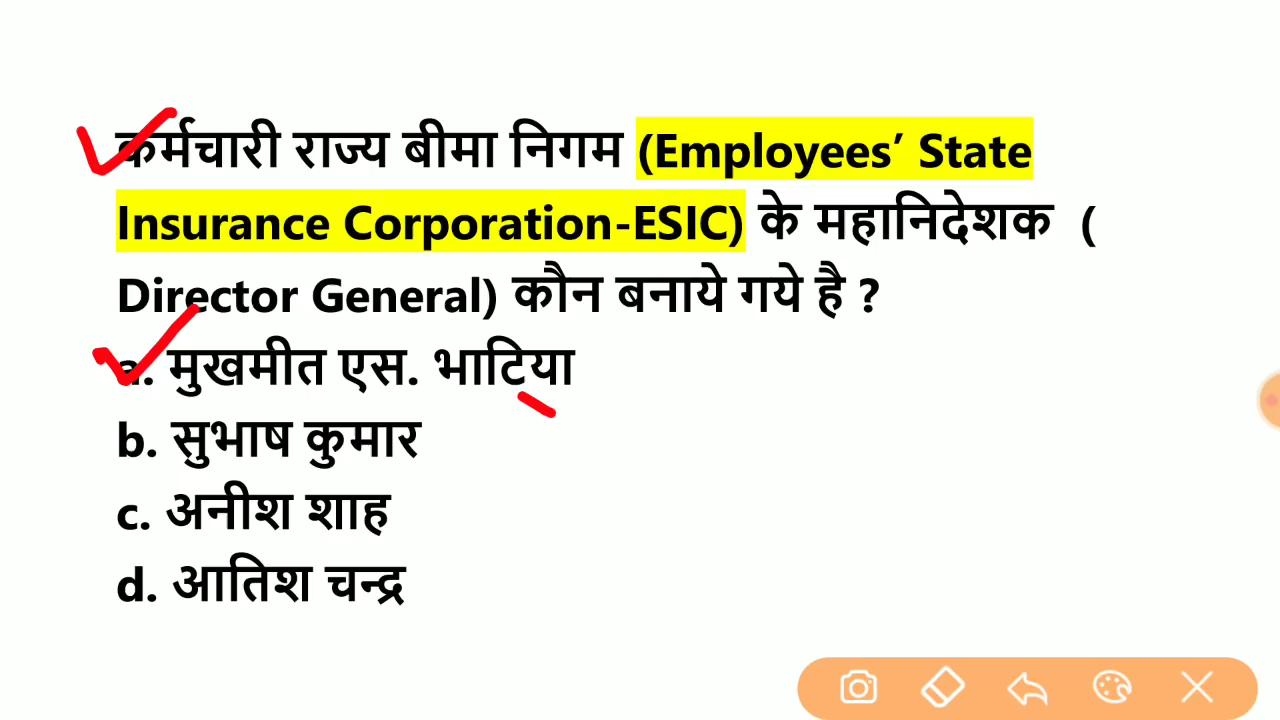 कर्मचारी राज्य बीमा निगम (Employees’ State
Insurance Corporation-ESIC) के महानिदेशक (
Director General) कौन बनाये गये है ?
a. मुखमीत एस. भाटिया
b. सुभाष कुमार
c. अनीश शाह
d. आतिश चन्द्र